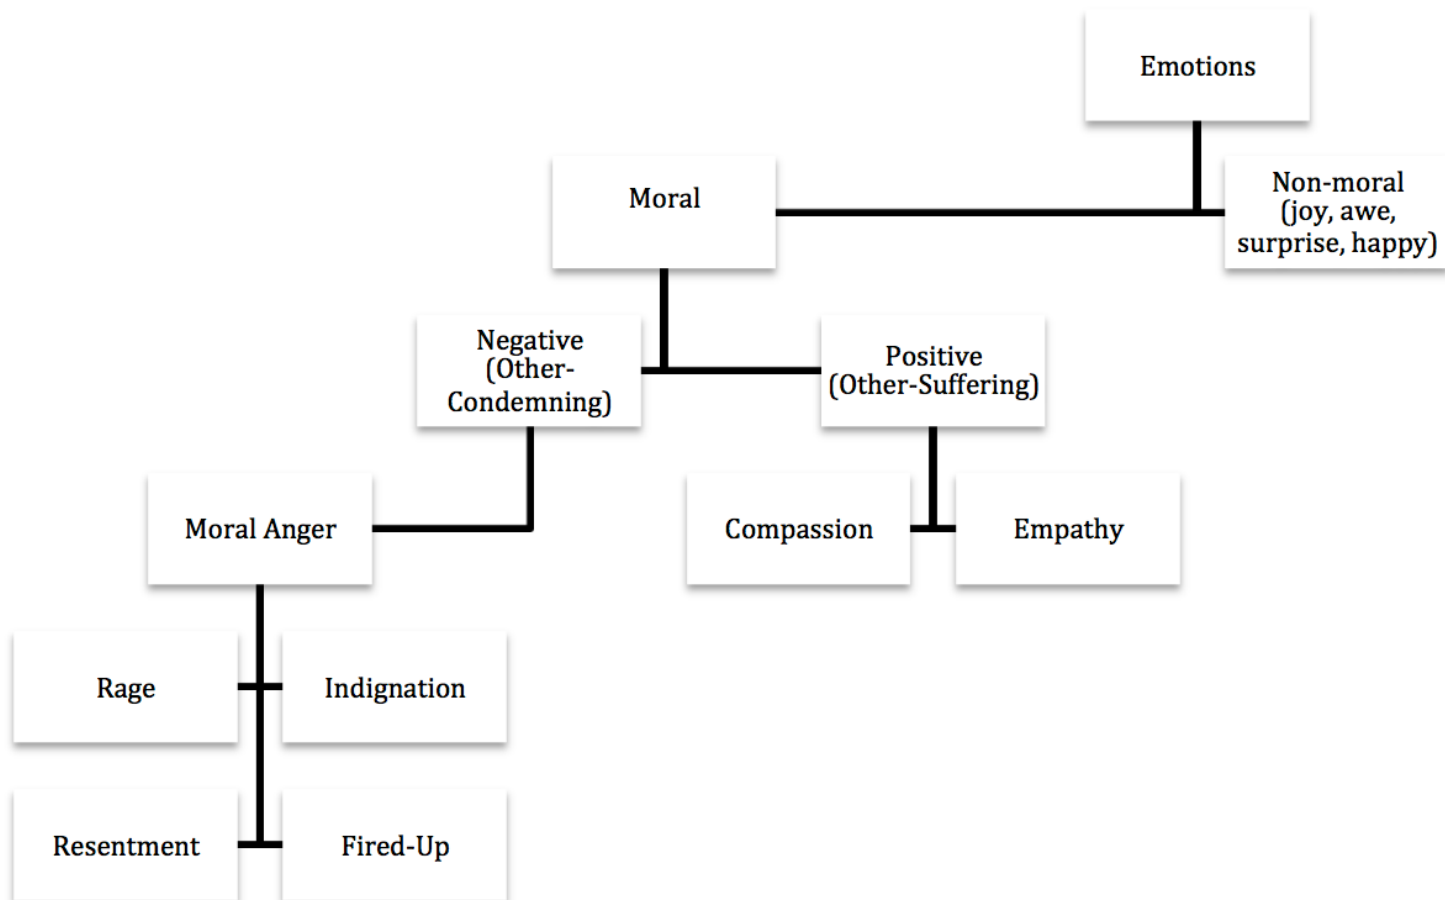 Emotions
Moral
Non-moral
(joy, awe,
surprise, happy)
Negative
(Other-
Condemning)
Positive
(Other-Suffering)
Moral Anger
Compassion
Empathy
Rage
Indignation
Resentment
Fired-Up